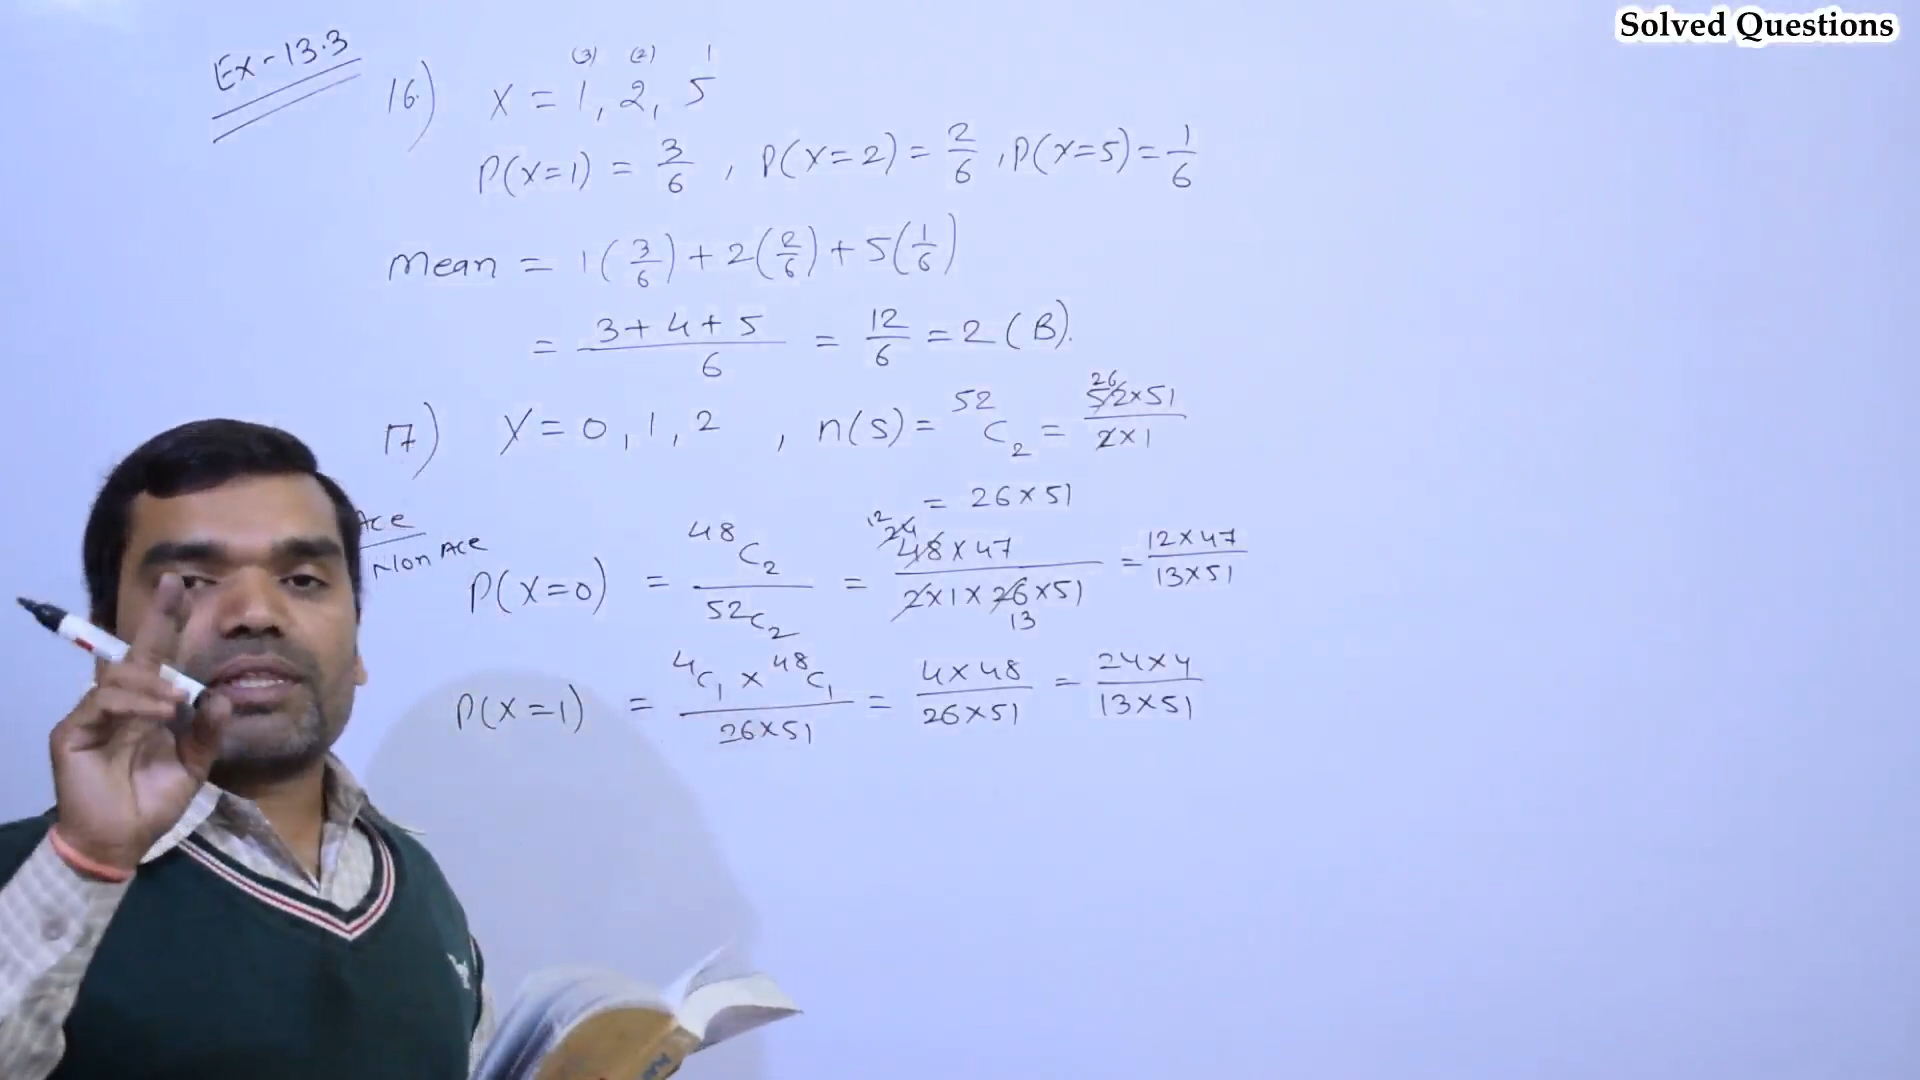 Solved Questions
Ex-13.3
(3) (2) 1
16.) X = 1, 2, 5
P(X=1) = 3/6 , P(X=2) = 2/6 , P(X=5) = 1/6
Mean = 1(3/6) + 2(2/6) + 5(1/6)
= 3+4+5/6 = 12/6 = 2 (B).
17) X = 0, 1, 2 , n(S) = 52C2 = 26 52×51/2×1
= 26×51
Ace
Non Ace
P(X=0) = 48C2/52C2 = 12 24 48×47/2×1×26×51 13 = 12×47/13×51
P(X=1) = 4C1 × 48C1/26×51 = 4×48/26×51 = 24×4/13×51